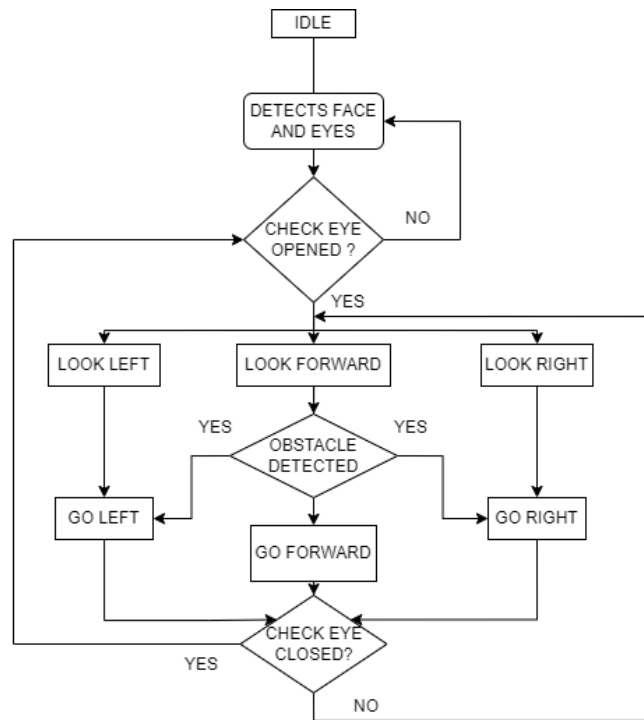 IDLE
DETECTS FACE
AND EYES
CHECK EYE
OPENED ?
NO
YES
LOOK LEFT
LOOK FORWARD
LOOK RIGHT
YES
YES
OBSTACLE
DETECTED
GO LEFT
GO RIGHT
GO FORWARD
CHECK EYE
CLOSED?
YES
NO